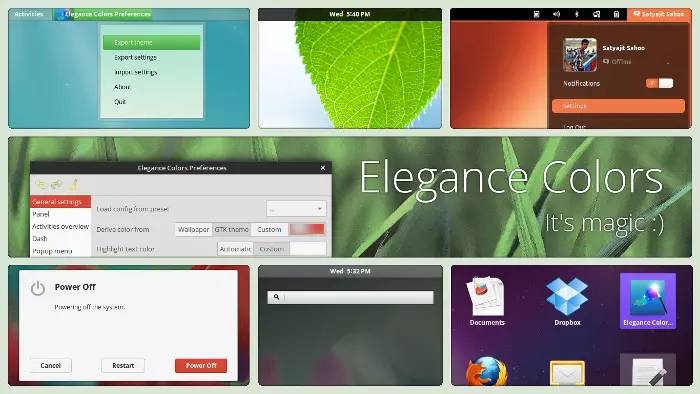 Activities
Elegance Colors Preferences
Export theme
Export settings
Import settings
About
Quit
Wed 5:40 PM
Satyajit Sahoo
Satyajit Sahoo
Offline
Notifications
Settings
Log Out
Elegance Colors Preferences
General settings
Panel
Activities overview
Dash
Popup menu
Load config from preset
...
Derive color from
Wallpaper
GTK theme
Custom
Highlight text color
Automatic
Custom
Elegance Colors
It's magic :)
Power Off
Powering off the system.
Cancel
Restart
Power Off
Wed 5:32 PM
Documents
Dropbox
Elegance Color...